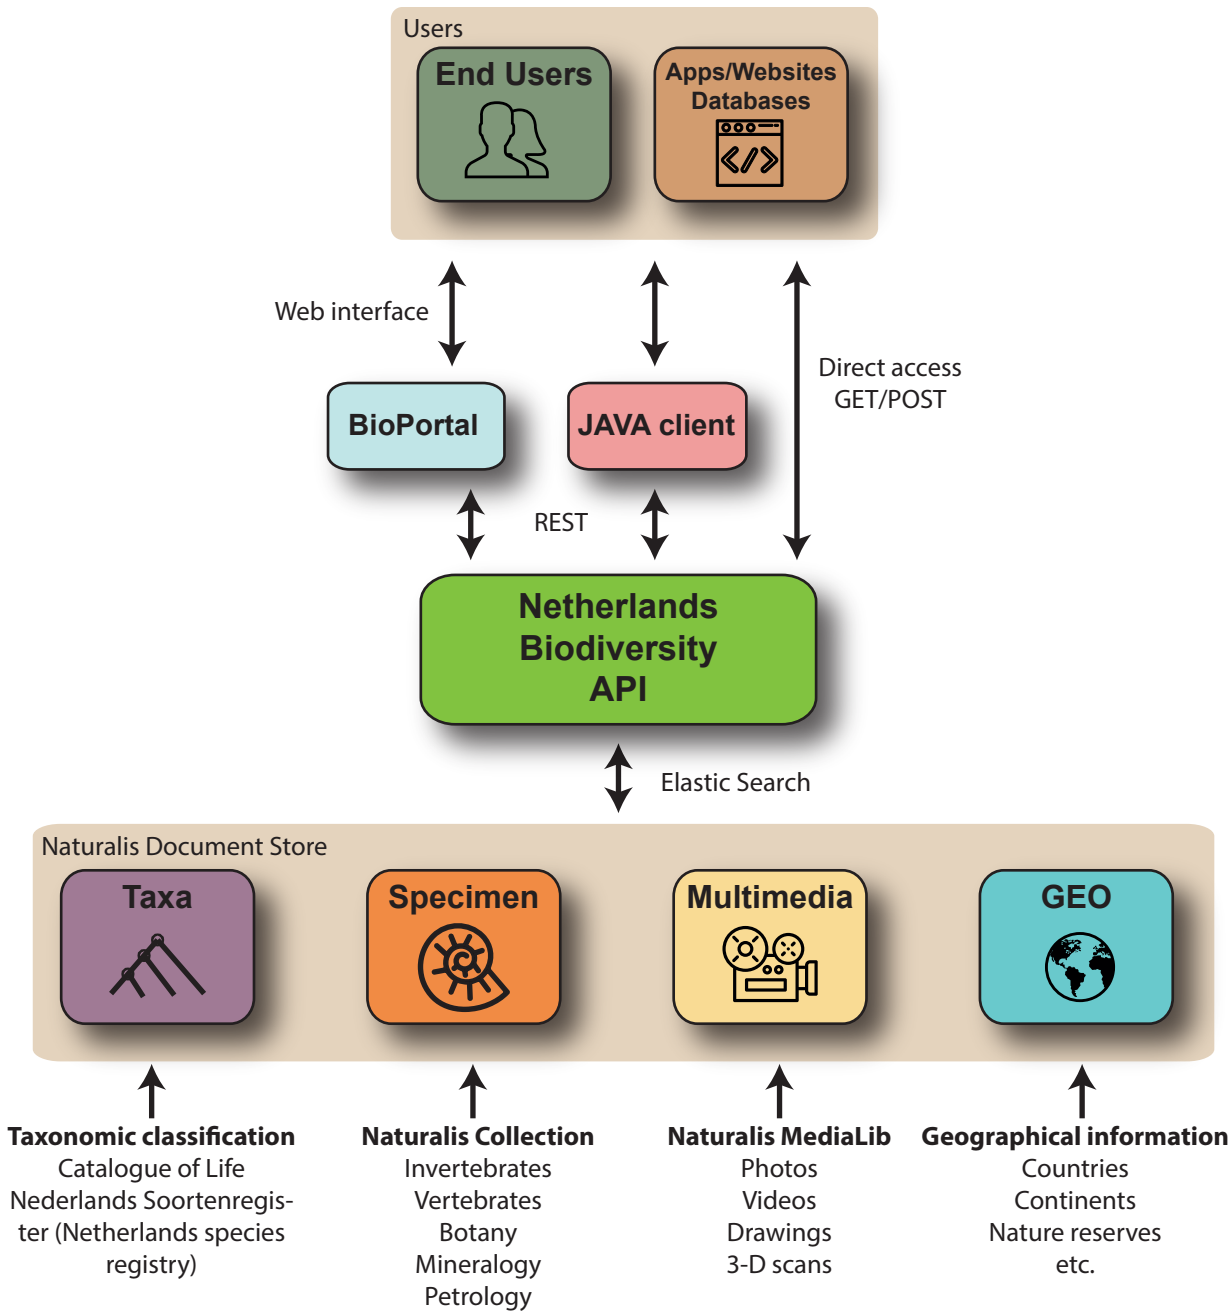 Users
End Users
Apps/Websites
Databases
Web interface
Direct access
GET/POST
BioPortal
JAVA client
REST
Netherlands
Biodiversity
API
Elastic Search
Naturalis Document Store
Taxa
Specimen
Multimedia
GEO
Taxonomic classification
Catalogue of Life
Nederlands Soortenregis-
ter (Netherlands species
registry)
Naturalis Collection
Invertebrates
Vertebrates
Botany
Mineralogy
Petrology
Naturalis MediaLib
Photos
Videos
Drawings
3-D scans
Geographical information
Countries
Continents
Nature reserves
etc.